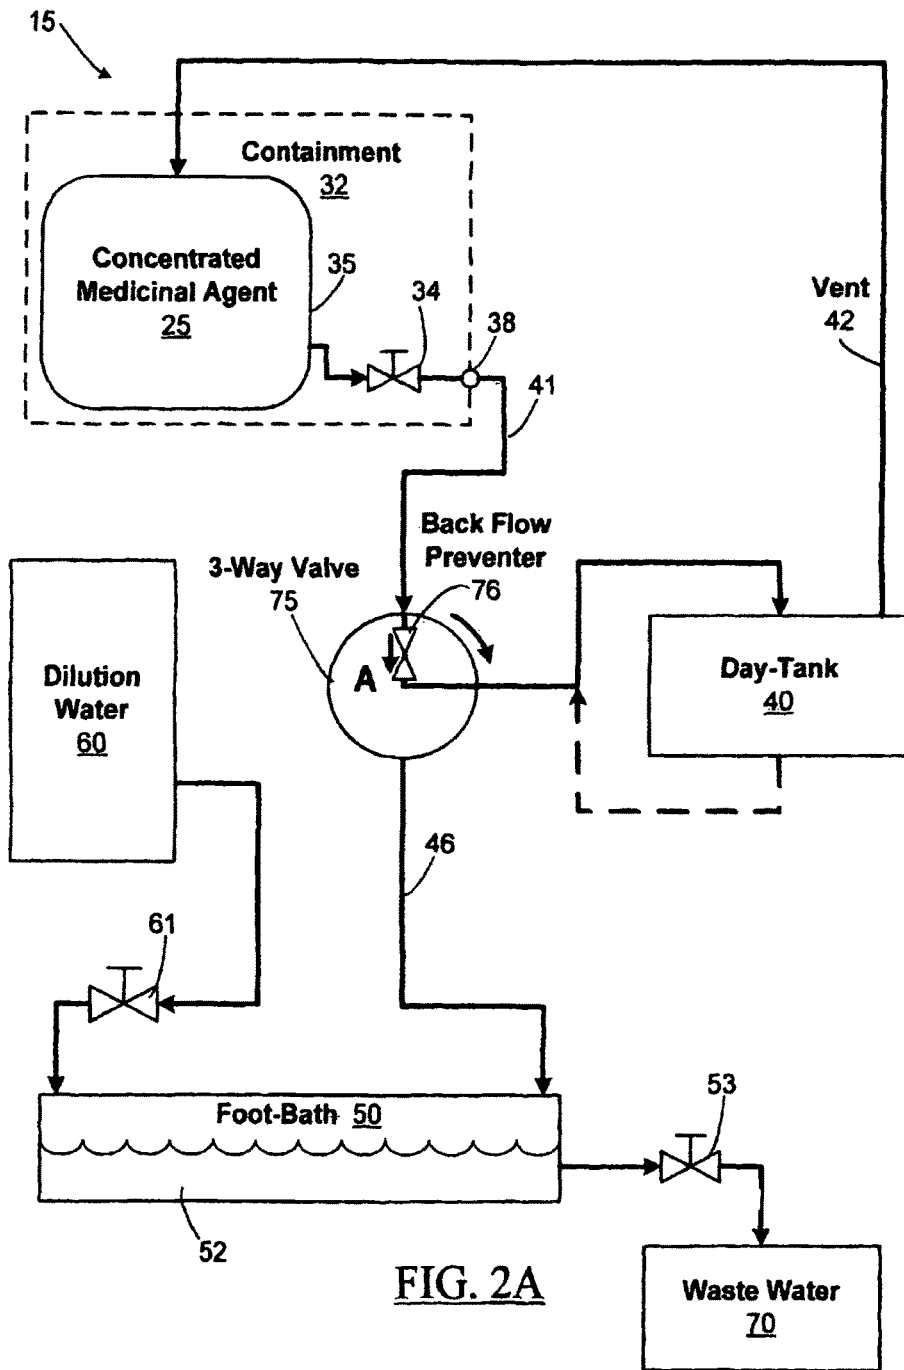 15
Containment
32
Concentrated
Medicinal Agent
25
35
34
38
41
Vent
42
Back Flow
Preventer
76
3-Way Valve
75
A
Dilution
Water
60
Day-Tank
40
46
61
Foot-Bath 50
53
52
FIG. 2A
Waste Water
70